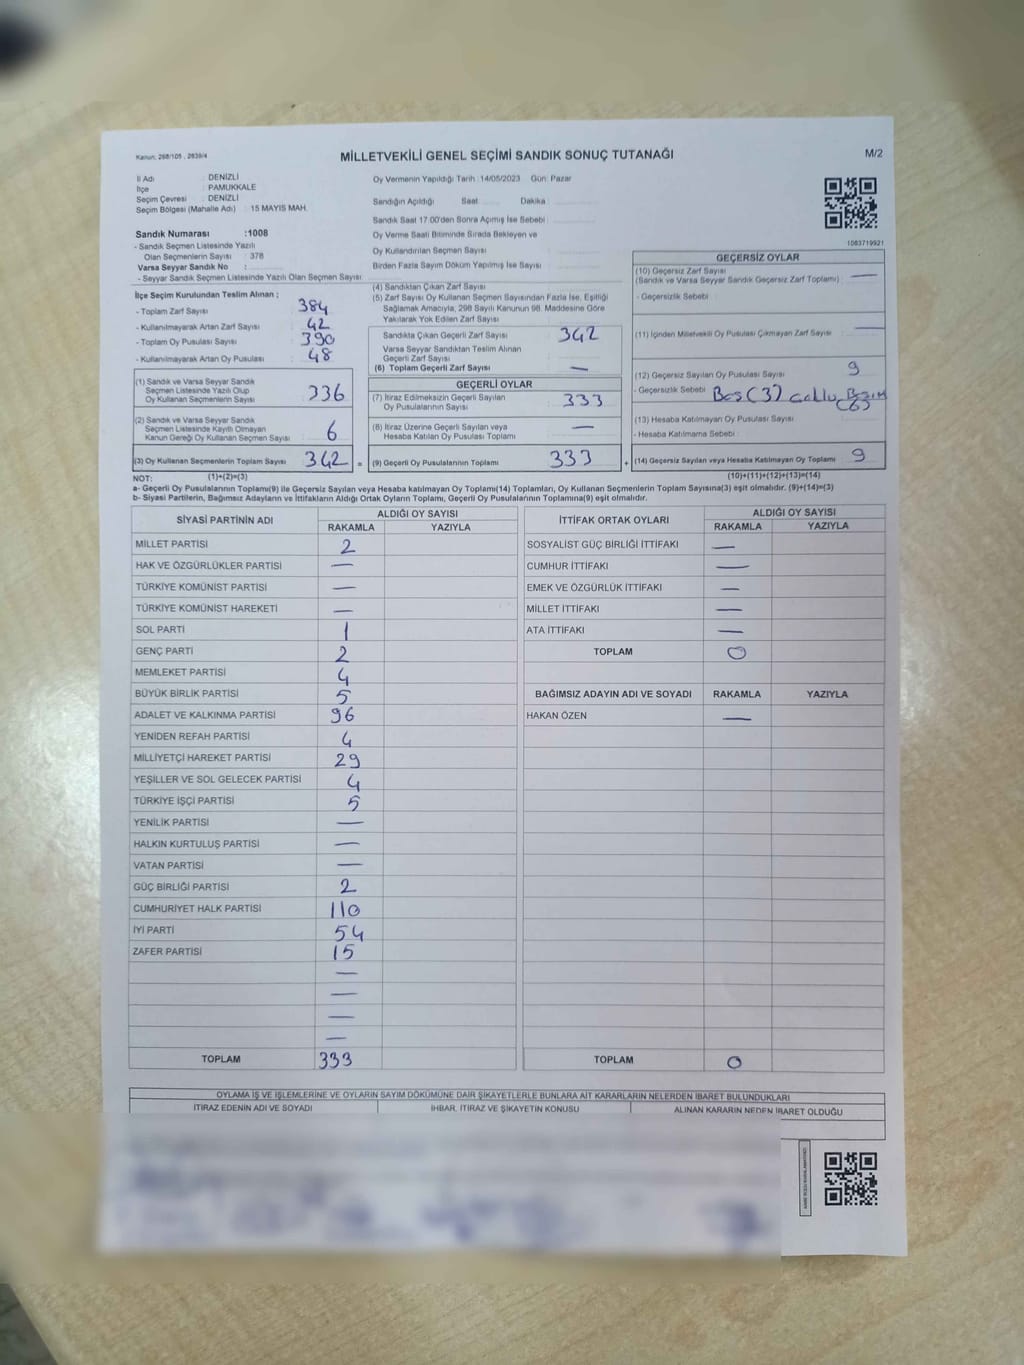 Kanun: 298/105 , 2839/4
MİLLETVEKİLİ GENEL SEÇİMİ SANDIK SONUÇ TUTANAĞI
M/2
İl Adı : DENİZLİ
İlçe : PAMUKKALE
Seçim Çevresi : DENİZLİ
Seçim Bölgesi (Mahalle Adı) : 15 MAYIS MAH.
Sandık Numarası :1008
- Sandık Seçmen Listesinde Yazılı
Olan Seçmenlerin Sayısı : 378
Varsa Seyyar Sandık No :
- Seyyar Sandık Seçmen Listesinde Yazılı Olan Seçmen Sayısı :
Oy Vermenin Yapıldığı Tarih :14/05/2023 Gün: Pazar
Sandığın Açıldığı Saat: Dakika :
Sandık Saat 17.00'den Sonra Açılmış İse Sebebi :
Oy Verme Saati Bitiminde Sırada Bekleyen ve
Oy Kullandırılan Seçmen Sayısı :
Birden Fazla Sayım Döküm Yapılmış İse Sayısı :
1083719921
İlçe Seçim Kurulundan Teslim Alınan ;
- Toplam Zarf Sayısı : 384
- Kullanılmayarak Artan Zarf Sayısı : 42
- Toplam Oy Pusulası Sayısı : 390
- Kullanılmayarak Artan Oy Pusulası : 48
(1) Sandık ve Varsa Seyyar Sandık
Seçmen Listesinde Yazılı Olup
Oy Kullanan Seçmenlerin Sayısı : 336
(2) Sandık ve Varsa Seyyar Sandık
Seçmen Listesinde Kayıtlı Olmayan
Kanun Gereği Oy Kullanan Seçmen Sayısı : 6
(3) Oy Kullanan Seçmenlerin Toplam Sayısı : 342 =
(1)+(2)=(3)
(4) Sandıktan Çıkan Zarf Sayısı :
(5) Zarf Sayısı Oy Kullanan Seçmen Sayısından Fazla İse, Eşitliği
Sağlamak Amacıyla, 298 Sayılı Kanunun 98. Maddesine Göre
Yakılarak Yok Edilen Zarf Sayısı :
Sandıkta Çıkan Geçerli Zarf Sayısı : 342
Varsa Seyyar Sandıktan Teslim Alınan
Geçerli Zarf Sayısı :
(6) Toplam Geçerli Zarf Sayısı : —
GEÇERLİ OYLAR
(7) İtiraz Edilmeksizin Geçerli Sayılan
Oy Pusulalarının Sayısı : 333
(8) İtiraz Üzerine Geçerli Sayılan veya
Hesaba Katılan Oy Pusulası Toplamı : —
(9) Geçerli Oy Pusulalarının Toplamı : 333 +
GEÇERSİZ OYLAR
(10) Geçersiz Zarf Sayısı
(Sandık ve Varsa Seyyar Sandık Geçersiz Zarf Toplamı) : —
- Geçersizlik Sebebi :
(11) İçinden Milletvekili Oy Pusulası Çıkmayan Zarf Sayısı : —
(12) Geçersiz Sayılan Oy Pusulası Sayısı : 9
- Geçersizlik Sebebi : Boş (3)
(6)
(13) Hesaba Katılmayan Oy Pusulası Sayısı :
- Hesaba Katılmama Sebebi :
(14) Geçersiz Sayılan veya Hesaba Katılmayan Oy Toplamı : 9
(10)+(11)+(12)+(13)=(14)
NOT:
a- Geçerli Oy Pusulalarının Toplamı(9) ile Geçersiz Sayılan veya Hesaba katılmayan Oy Toplamı(14) Toplamları, Oy Kullanan Seçmenlerin Toplam Sayısına(3) eşit olmalıdır. (9)+(14)=(3)
b- Siyasi Partilerin, Bağımsız Adayların ve İttifakların Aldığı Ortak Oyların Toplamı, Geçerli Oy Pusulalarının Toplamına(9) eşit olmalıdır.
SİYASİ PARTİNİN ADI
ALDIĞI OY SAYISI
RAKAMLA YAZIYLA
MİLLET PARTİSİ 2
HAK VE ÖZGÜRLÜKLER PARTİSİ —
TÜRKİYE KOMÜNİST PARTİSİ —
TÜRKİYE KOMÜNİST HAREKETİ —
SOL PARTİ 1
GENÇ PARTİ 2
MEMLEKET PARTİSİ 4
BÜYÜK BİRLİK PARTİSİ 5
ADALET VE KALKINMA PARTİSİ 96
YENİDEN REFAH PARTİSİ 4
MİLLİYETÇİ HAREKET PARTİSİ 29
YEŞİLLER VE SOL GELECEK PARTİSİ 4
TÜRKİYE İŞÇİ PARTİSİ 5
YENİLİK PARTİSİ —
HALKIN KURTULUŞ PARTİSİ —
VATAN PARTİSİ —
GÜÇ BİRLİĞİ PARTİSİ 2
CUMHURİYET HALK PARTİSİ 110
İYİ PARTİ 54
ZAFER PARTİSİ 15
—
—
—
—
TOPLAM 333
İTTİFAK ORTAK OYLARI
ALDIĞI OY SAYISI
RAKAMLA YAZIYLA
SOSYALİST GÜÇ BİRLİĞİ İTTİFAKI —
CUMHUR İTTİFAKI —
EMEK VE ÖZGÜRLÜK İTTİFAKI —
MİLLET İTTİFAKI —
ATA İTTİFAKI —
TOPLAM 0
BAĞIMSIZ ADAYIN ADI VE SOYADI RAKAMLA YAZIYLA
HAKAN ÖZEN —
TOPLAM 0
OYLAMA İŞ VE İŞLEMLERİNE VE OYLARIN SAYIM DÖKÜMÜNE DAİR ŞİKAYETLERLE BUNLARA AİT KARARLARIN NELERDEN İBARET BULUNDUKLARI
İTİRAZ EDENİN ADI VE SOYADI İHBAR, İTİRAZ VE ŞİKAYETİN KONUSU ALINAN KARARIN NEDEN İBARET OLDUĞU